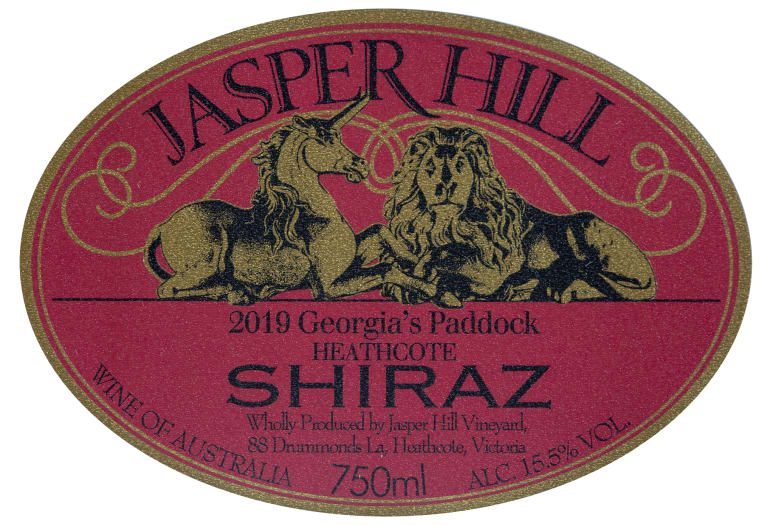 JASPER HILL
2019 Georgia's Paddock
HEATHCOTE
SHIRAZ
Wholly Produced by Jasper Hill Vineyard,
88 Drummonds La, Heathcote, Victoria
WINE OF AUSTRALIA
750ml
ALC. 15.5% VOL.